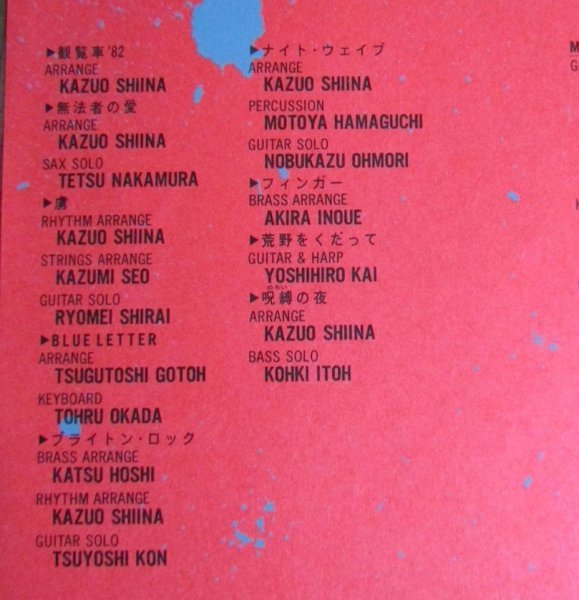 ▶観覧車'82
ARRANGE
KAZUO SHIINA
▶無法者の愛
ARRANGE
KAZUO SHIINA
SAX SOLO
TETSU NAKAMURA
▶虜
RHYTHM ARRANGE
KAZUO SHIINA
STRINGS ARRANGE
KAZUMI SEO
GUITAR SOLO
RYOMEI SHIRAI
▶BLUE LETTER
ARRANGE
TSUGUTOSHI GOTOH
KEYBOARD
TOHRU OKADA
▶ブライトン・ロック
BRASS ARRANGE
KATSU HOSHI
RHYTHM ARRANGE
KAZUO SHIINA
GUITAR SOLO
TSUYOSHI KON
▶ナイト・ウェイブ
ARRANGE
KAZUO SHIINA
PERCUSSION
MOTOYA HAMAGUCHI
GUITAR SOLO
NOBUKAZU OHMORI
▶フィンガー
BRASS ARRANGE
AKIRA INOUE
▶荒野をくだって
GUITAR & HARP
YOSHIHIRO KAI
のろい
▶呪縛の夜
ARRANGE
KAZUO SHIINA
BASS SOLO
KOHKI ITOH